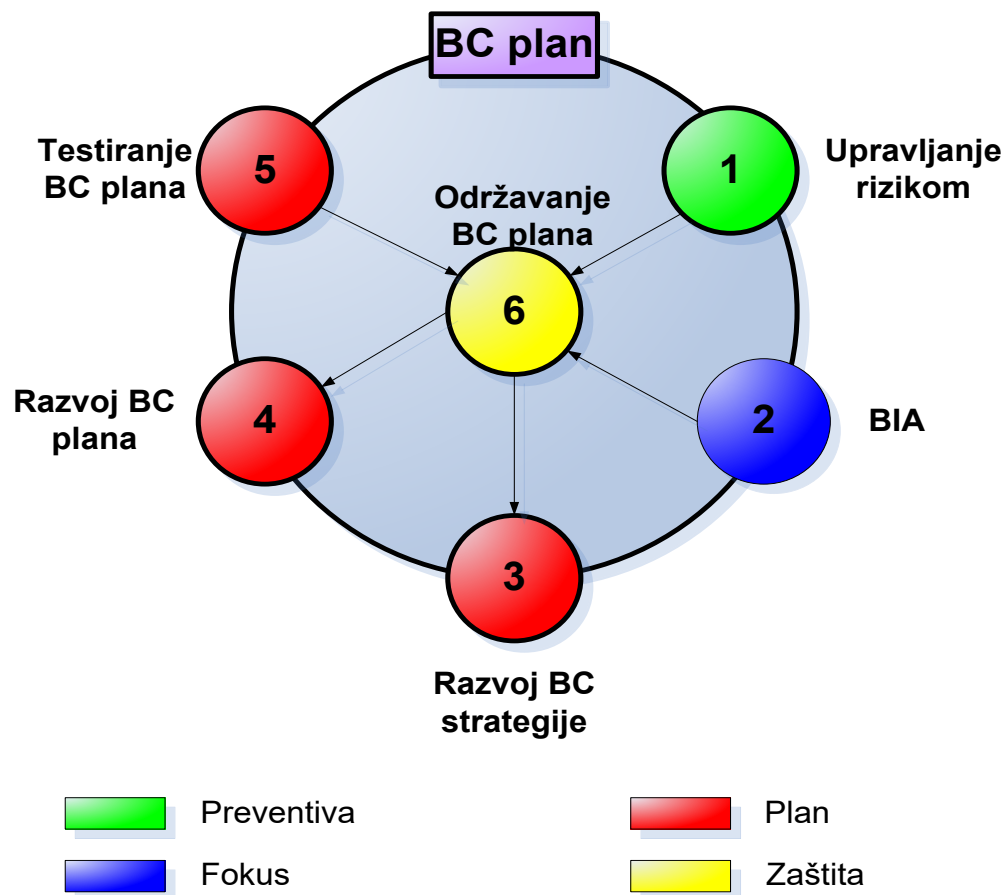 BC plan
Testiranje
BC plana
5
1
Upravljanje
rizikom
Održavanje
BC plana
6
Razvoj BC
plana
4
2
BIA
3
Razvoj BC
strategije
Preventiva
Plan
Fokus
Zaštita